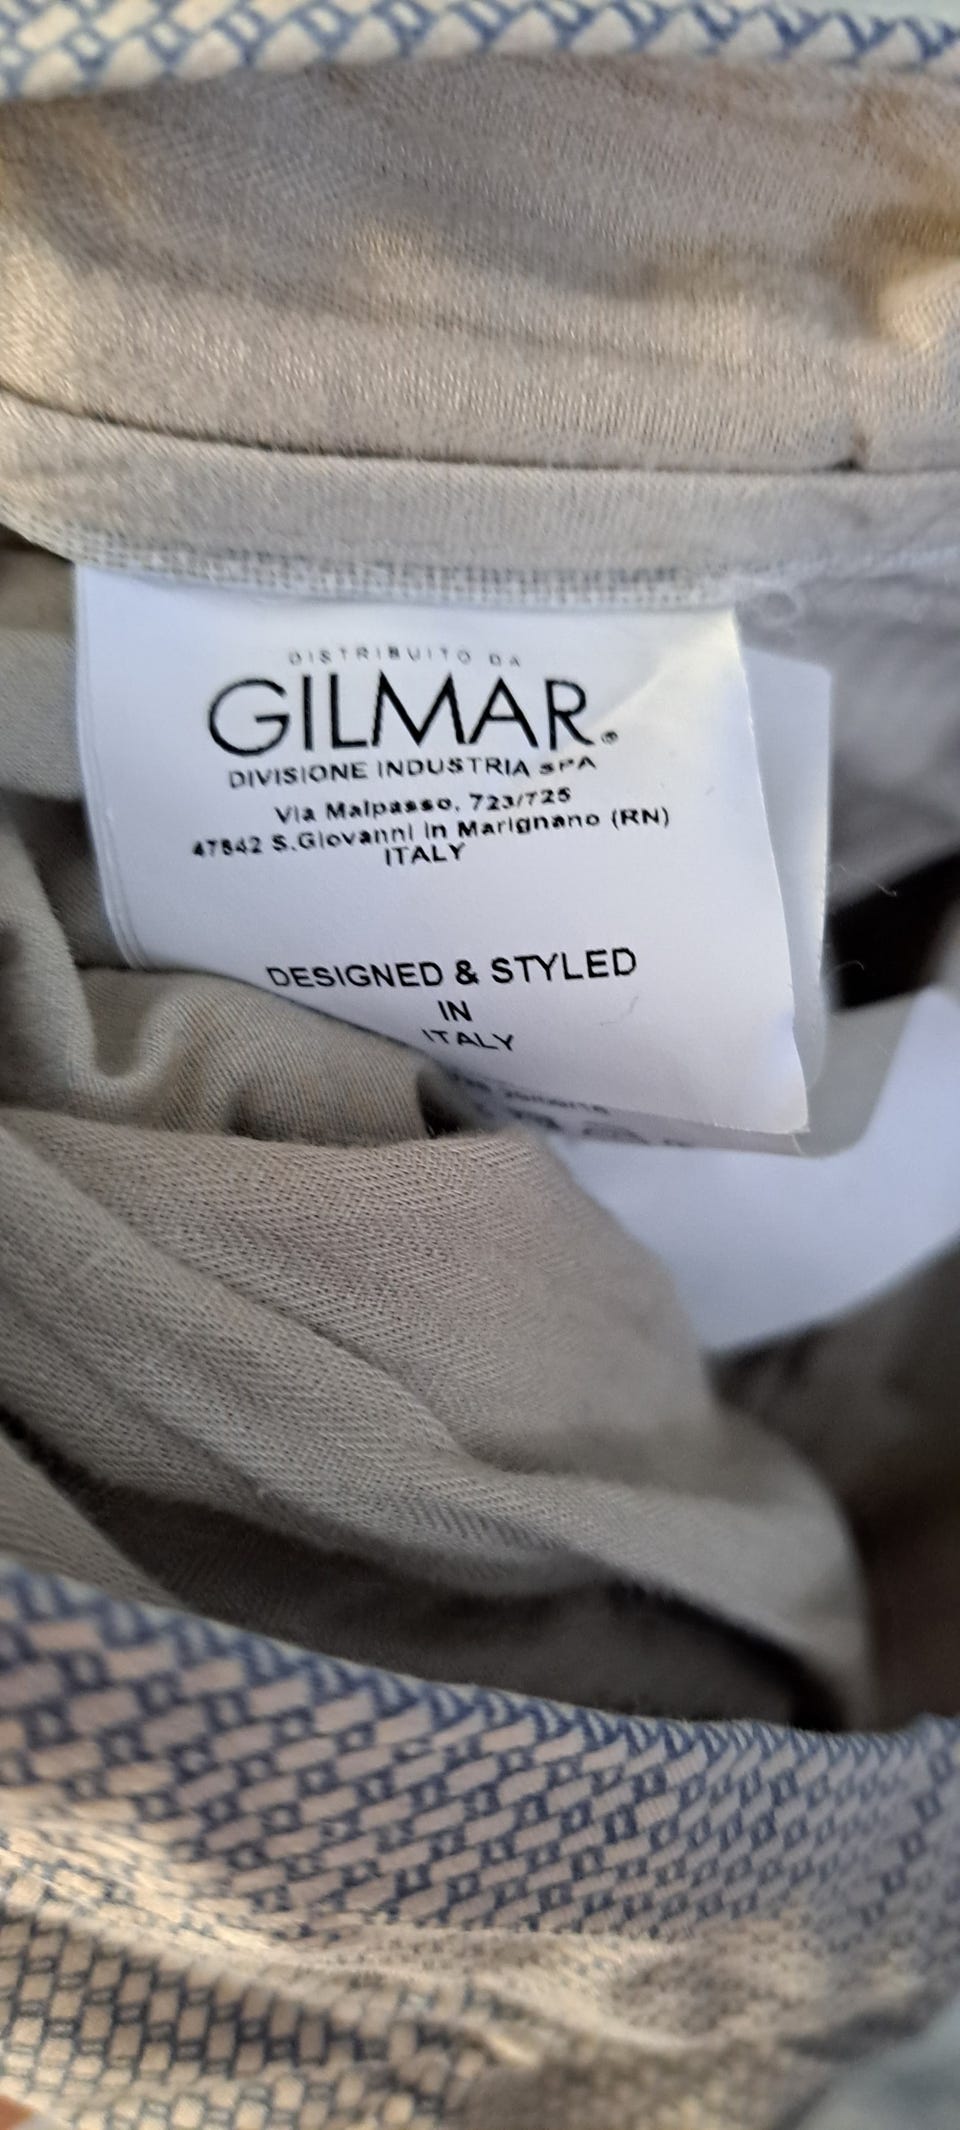 DISTRIBUITO DA
GILMAR®
DIVISIONE INDUSTRIA SPA
Via Malpasso, 723/725
47842 S.Giovanni in Marignano (RN)
ITALY
DESIGNED & STYLED
IN
ITALY